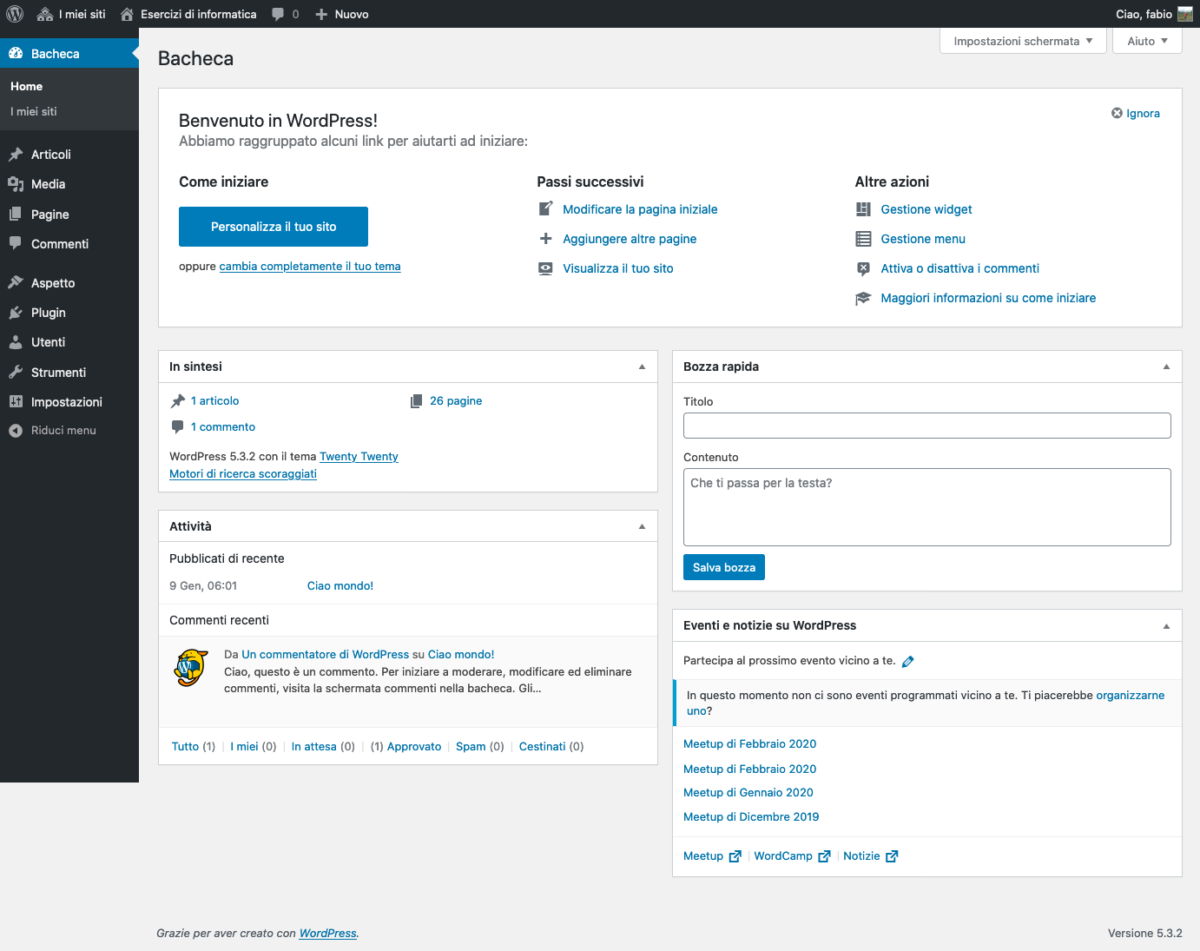 I miei siti
Esercizi di informatica
0
Nuovo
Ciao, fabio
Bacheca
Home
I miei siti
Articoli
Media
Pagine
Commenti
Aspetto
Plugin
Utenti
Strumenti
Impostazioni
Riduci menu
Impostazioni schermata
Aiuto
Bacheca
Benvenuto in WordPress!
Ignora
Abbiamo raggruppato alcuni link per aiutarti ad iniziare:
Come iniziare
Personalizza il tuo sito
oppure cambia completamente il tuo tema
Passi successivi
Modificare la pagina iniziale
Aggiungere altre pagine
Visualizza il tuo sito
Altre azioni
Gestione widget
Gestione menu
Attiva o disattiva i commenti
Maggiori informazioni su come iniziare
In sintesi
1 articolo
26 pagine
1 commento
WordPress 5.3.2 con il tema Twenty Twenty
Motori di ricerca scoraggiati
Attività
Pubblicati di recente
9 Gen, 06:01
Ciao mondo!
Commenti recenti
Da Un commentatore di WordPress su Ciao mondo!
Ciao, questo è un commento. Per iniziare a moderare, modificare ed eliminare
commenti, visita la schermata commenti nella bacheca. Gli…
Tutto (1) | I miei (0) | In attesa (0) | (1) Approvato | Spam (0) | Cestinati (0)
Bozza rapida
Titolo
Contenuto
Che ti passa per la testa?
Salva bozza
Eventi e notizie su WordPress
Partecipa al prossimo evento vicino a te.
In questo momento non ci sono eventi programmati vicino a te. Ti piacerebbe organizzarne
uno?
Meetup di Febbraio 2020
Meetup di Febbraio 2020
Meetup di Gennaio 2020
Meetup di Dicembre 2019
Meetup | WordCamp | Notizie
Grazie per aver creato con WordPress.
Versione 5.3.2